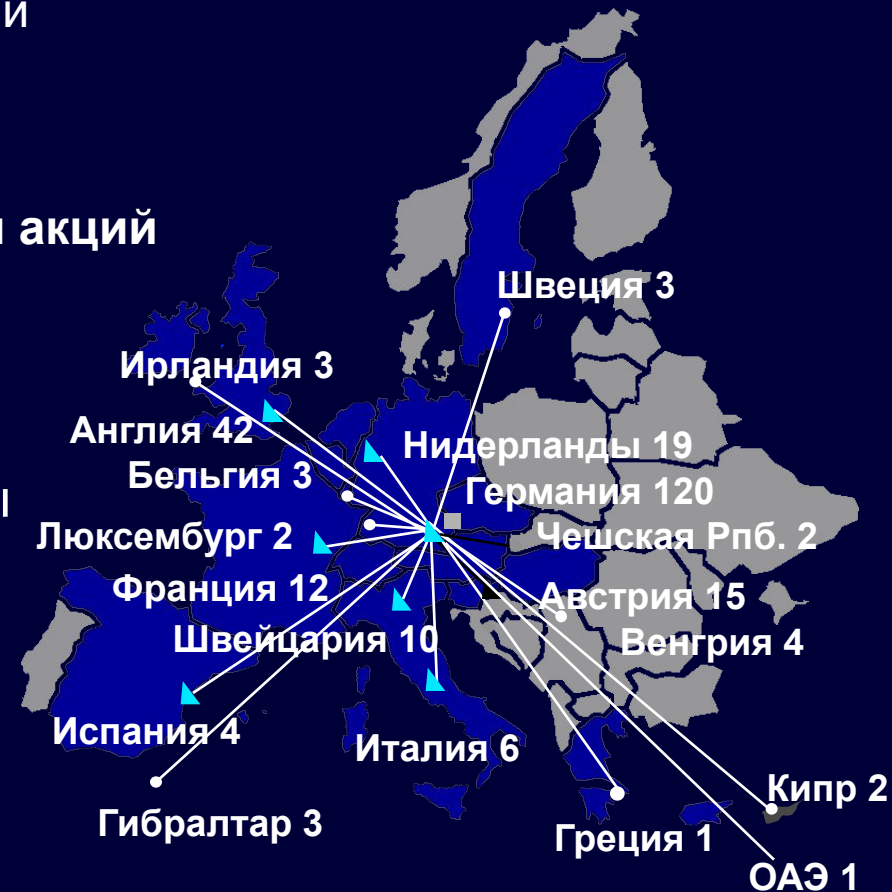 й
акций
Швеция 3
Ирландия 3
Англия 42
Нидерланды 19
Бельгия 3
Германия 120
Люксембург 2
Чешская Рпб. 2
Франция 12
Австрия 15
Швейцария 10
Венгрия 4
Испания 4
Италия 6
Кипр 2
Гибралтар 3
Греция 1
ОАЭ 1